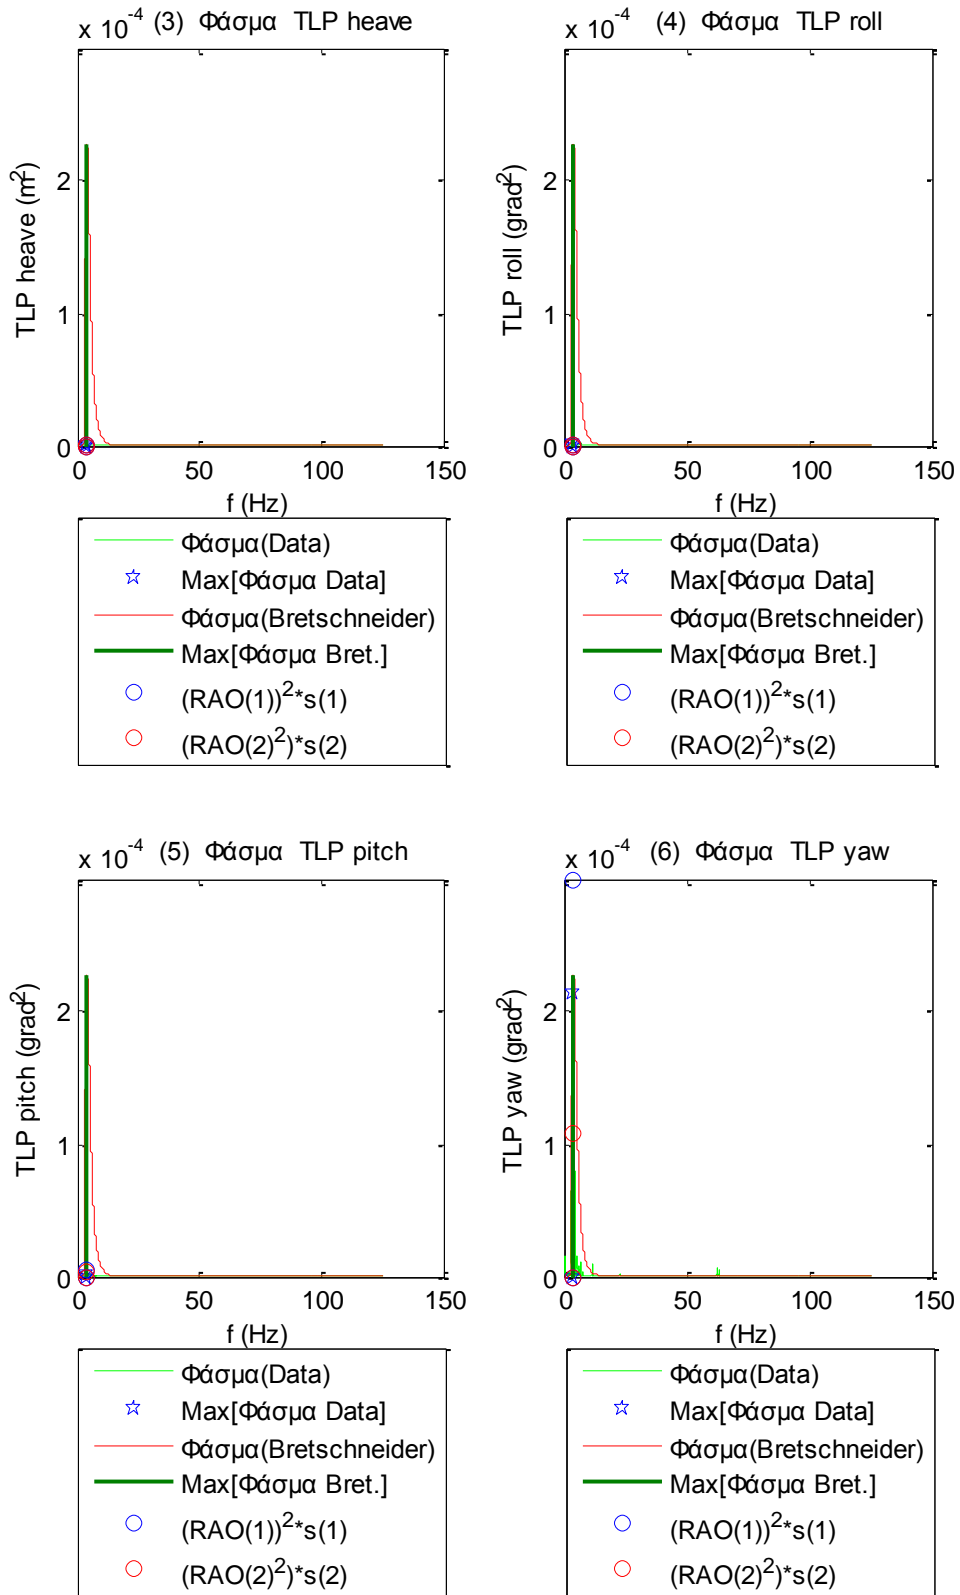 x 10^-4 (3) Φάσμα TLP heave
TLP heave (m^2)
2
1
0
0 50 100 150
f (Hz)
Φάσμα(Data)
Max[Φάσμα Data]
Φάσμα(Bretschneider)
Max[Φάσμα Bret.]
(RAO(1))^2*s(1)
(RAO(2)^2)*s(2)
x 10^-4 (4) Φάσμα TLP roll
TLP roll (grad^2)
2
1
0
0 50 100 150
f (Hz)
Φάσμα(Data)
Max[Φάσμα Data]
Φάσμα(Bretschneider)
Max[Φάσμα Bret.]
(RAO(1))^2*s(1)
(RAO(2)^2)*s(2)
x 10^-4 (5) Φάσμα TLP pitch
TLP pitch (grad^2)
2
1
0
0 50 100 150
f (Hz)
Φάσμα(Data)
Max[Φάσμα Data]
Φάσμα(Bretschneider)
Max[Φάσμα Bret.]
(RAO(1))^2*s(1)
(RAO(2)^2)*s(2)
x 10^-4 (6) Φάσμα TLP yaw
TLP yaw (grad^2)
2
1
0
0 50 100 150
f (Hz)
Φάσμα(Data)
Max[Φάσμα Data]
Φάσμα(Bretschneider)
Max[Φάσμα Bret.]
(RAO(1))^2*s(1)
(RAO(2)^2)*s(2)